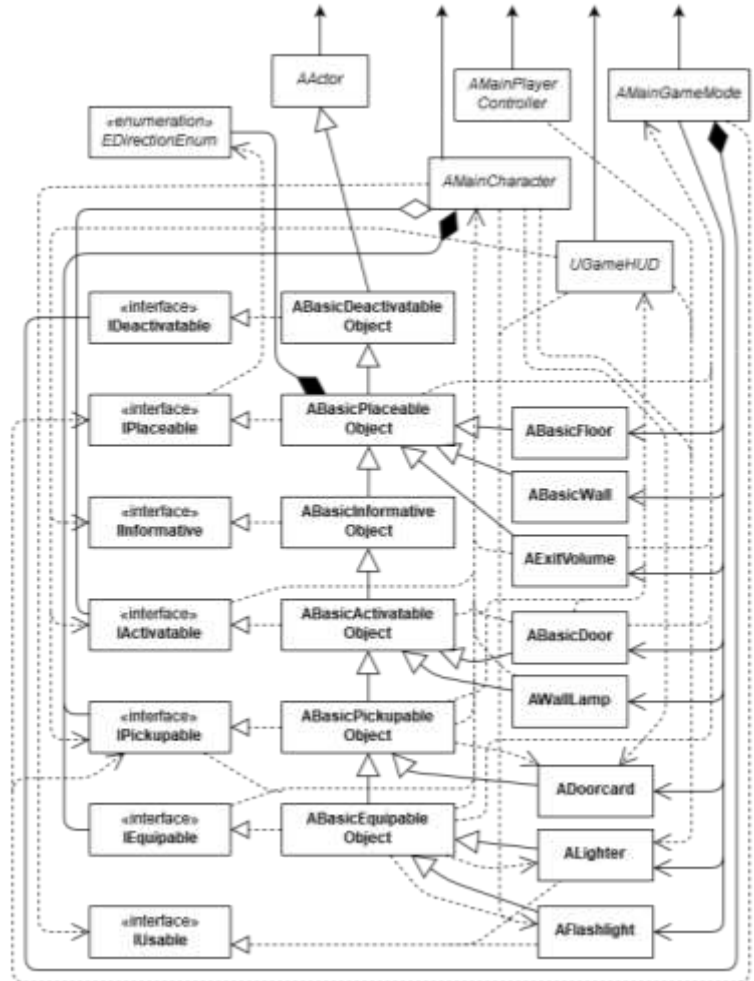 AActor
AMainPlayer
Controller
AMainGameMode
«enumeration»
EDirectionEnum
AMainCharacter
UGameHUD
«interface»
IDeactivatable
ABasicDeactivatable
Object
«interface»
IPlaceable
ABasicPlaceable
Object
ABasicFloor
ABasicWall
«interface»
IInformative
ABasicInformative
Object
AExitVolume
«interface»
IActivatable
ABasicActivatable
Object
ABasicDoor
AWallLamp
«interface»
IPickupable
ABasicPickupable
Object
ADoorcard
«interface»
IEquipable
ABasicEquipable
Object
ALighter
«interface»
IUsable
AFlashlight